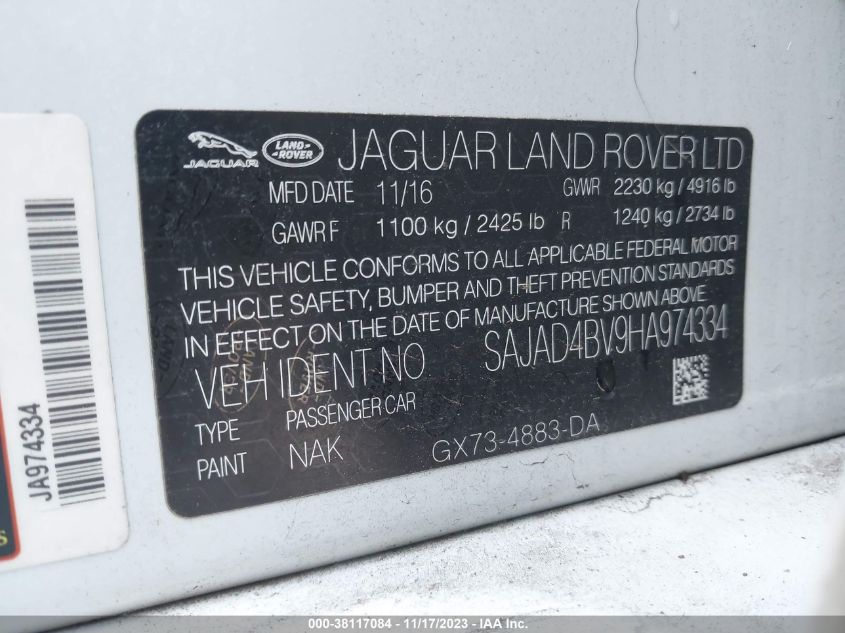 JAGUAR LAND ROVER JAGUAR LAND ROVER LTD
MFD DATE 11/16 GVWR 2230 kg / 4916 lb
GAWR F 1100 kg / 2425 lb R 1240 kg / 2734 lb
THIS VEHICLE CONFORMS TO ALL APPLICABLE FEDERAL MOTOR
VEHICLE SAFETY, BUMPER AND THEFT PREVENTION STANDARDS
IN EFFECT ON THE DATE OF MANUFACTURE SHOWN ABOVE
VEH IDENT NO SAJAD4BV9HA974334
TYPE PASSENGER CAR
PAINT NAK GX73-4883-DA
JA974334
000-38117084 - 11/17/2023 - IAA Inc.